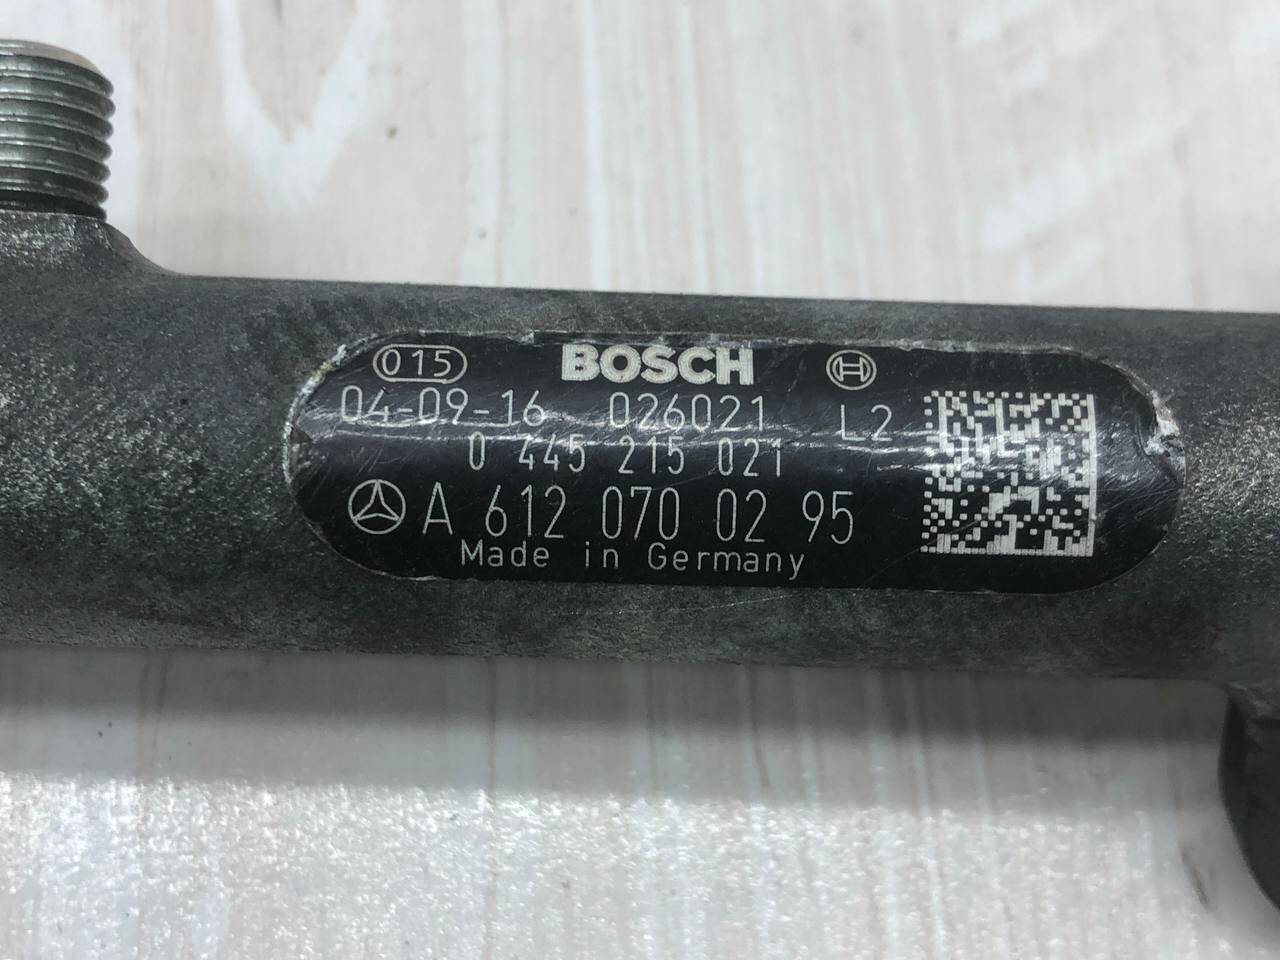 015 BOSCH
04-09-16 026021 L2
0 445 215 021
A 612 070 02 95
Made in Germany